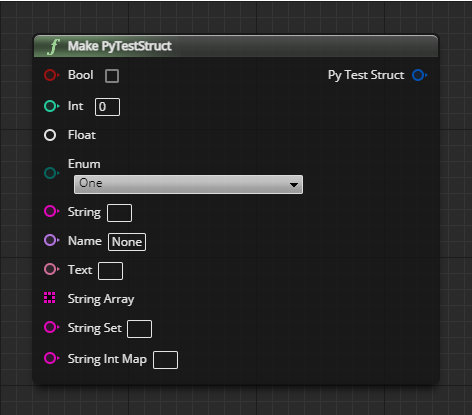 f Make PyTestStruct
Bool
Py Test Struct
Int 0
Float
Enum
One
String
Name None
Text
String Array
String Set
String Int Map